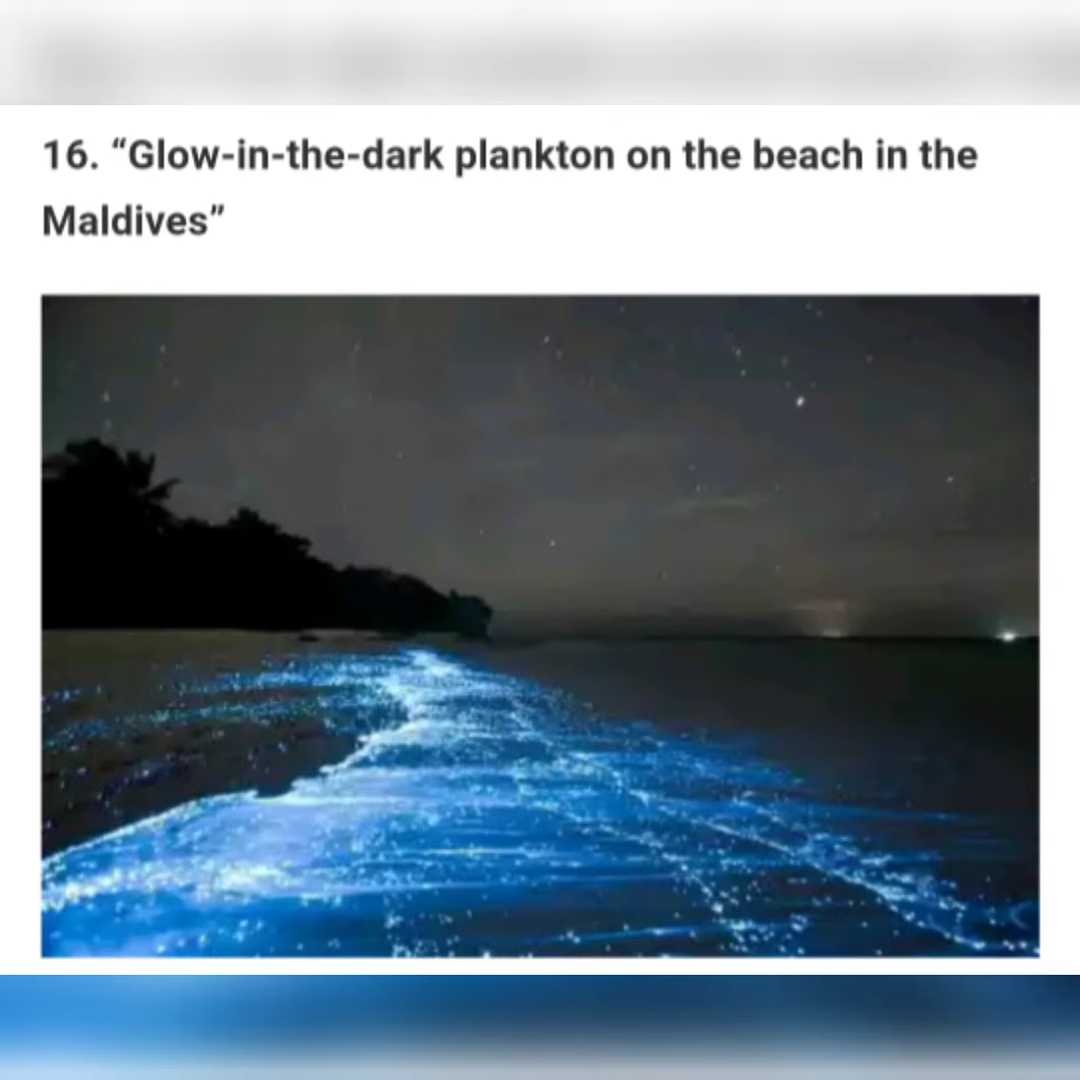 16. “Glow-in-the-dark plankton on the beach in the
Maldives”